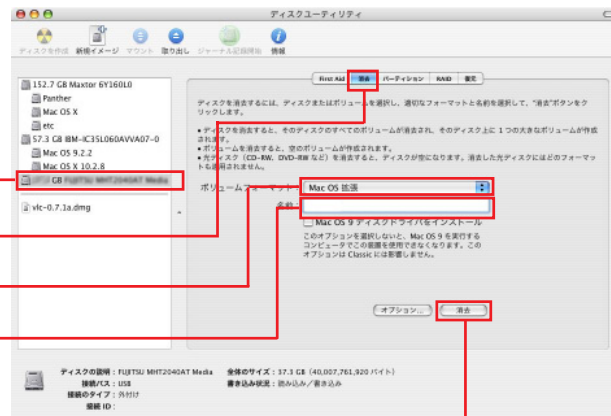 ディスクユーティリティ
ディスクを作成 新規イメージ マウント 取り出し ジャーナル記録開始 情報
152.7 GB Maxtor 6Y160L0
Panther
Mac OS X
etc
57.3 GB IBM-IC35L060AVVA07-0
Mac OS 9.2.2
Mac OS X 10.2.8
GB FUJITSU MHT2040AT Media
vlc-0.7.1a.dmg
First Aid 消去 パーティション RAID 復元
ディスクを消去するには、ディスクまたはボリュームを選択し、適切なフォーマットと名前を選択して、"消去"ボタンをク
リックします。
• ディスクを消去すると、そのディスクのすべてのボリュームが消去され、そのディスク上に 1 つの大きなボリュームが作成
されます。
• ボリュームを消去すると、空のボリュームが作成されます。
• 光ディスク（CD-RW、DVD-RW など）を消去すると、ディスクが空になります。消去した光ディスクにはどのフォーマッ
トも適用されません。
ボリュームフォーマット： Mac OS 拡張
名前：
Mac OS 9 ディスクドライバをインストール
このオプションを選択しないと、Mac OS 9 を実行する
コンピュータでこの装置を使用できなくなります。この
オプションは Classic には影響しません。
オプション... 消去
ディスクの説明：FUJITSU MHT2040AT Media 全体のサイズ：37.3 GB（40,007,761,920 バイト）
接続バス：USB 書き込み状況：読み込み／書き込み
接続のタイプ：外付け
接続 ID：